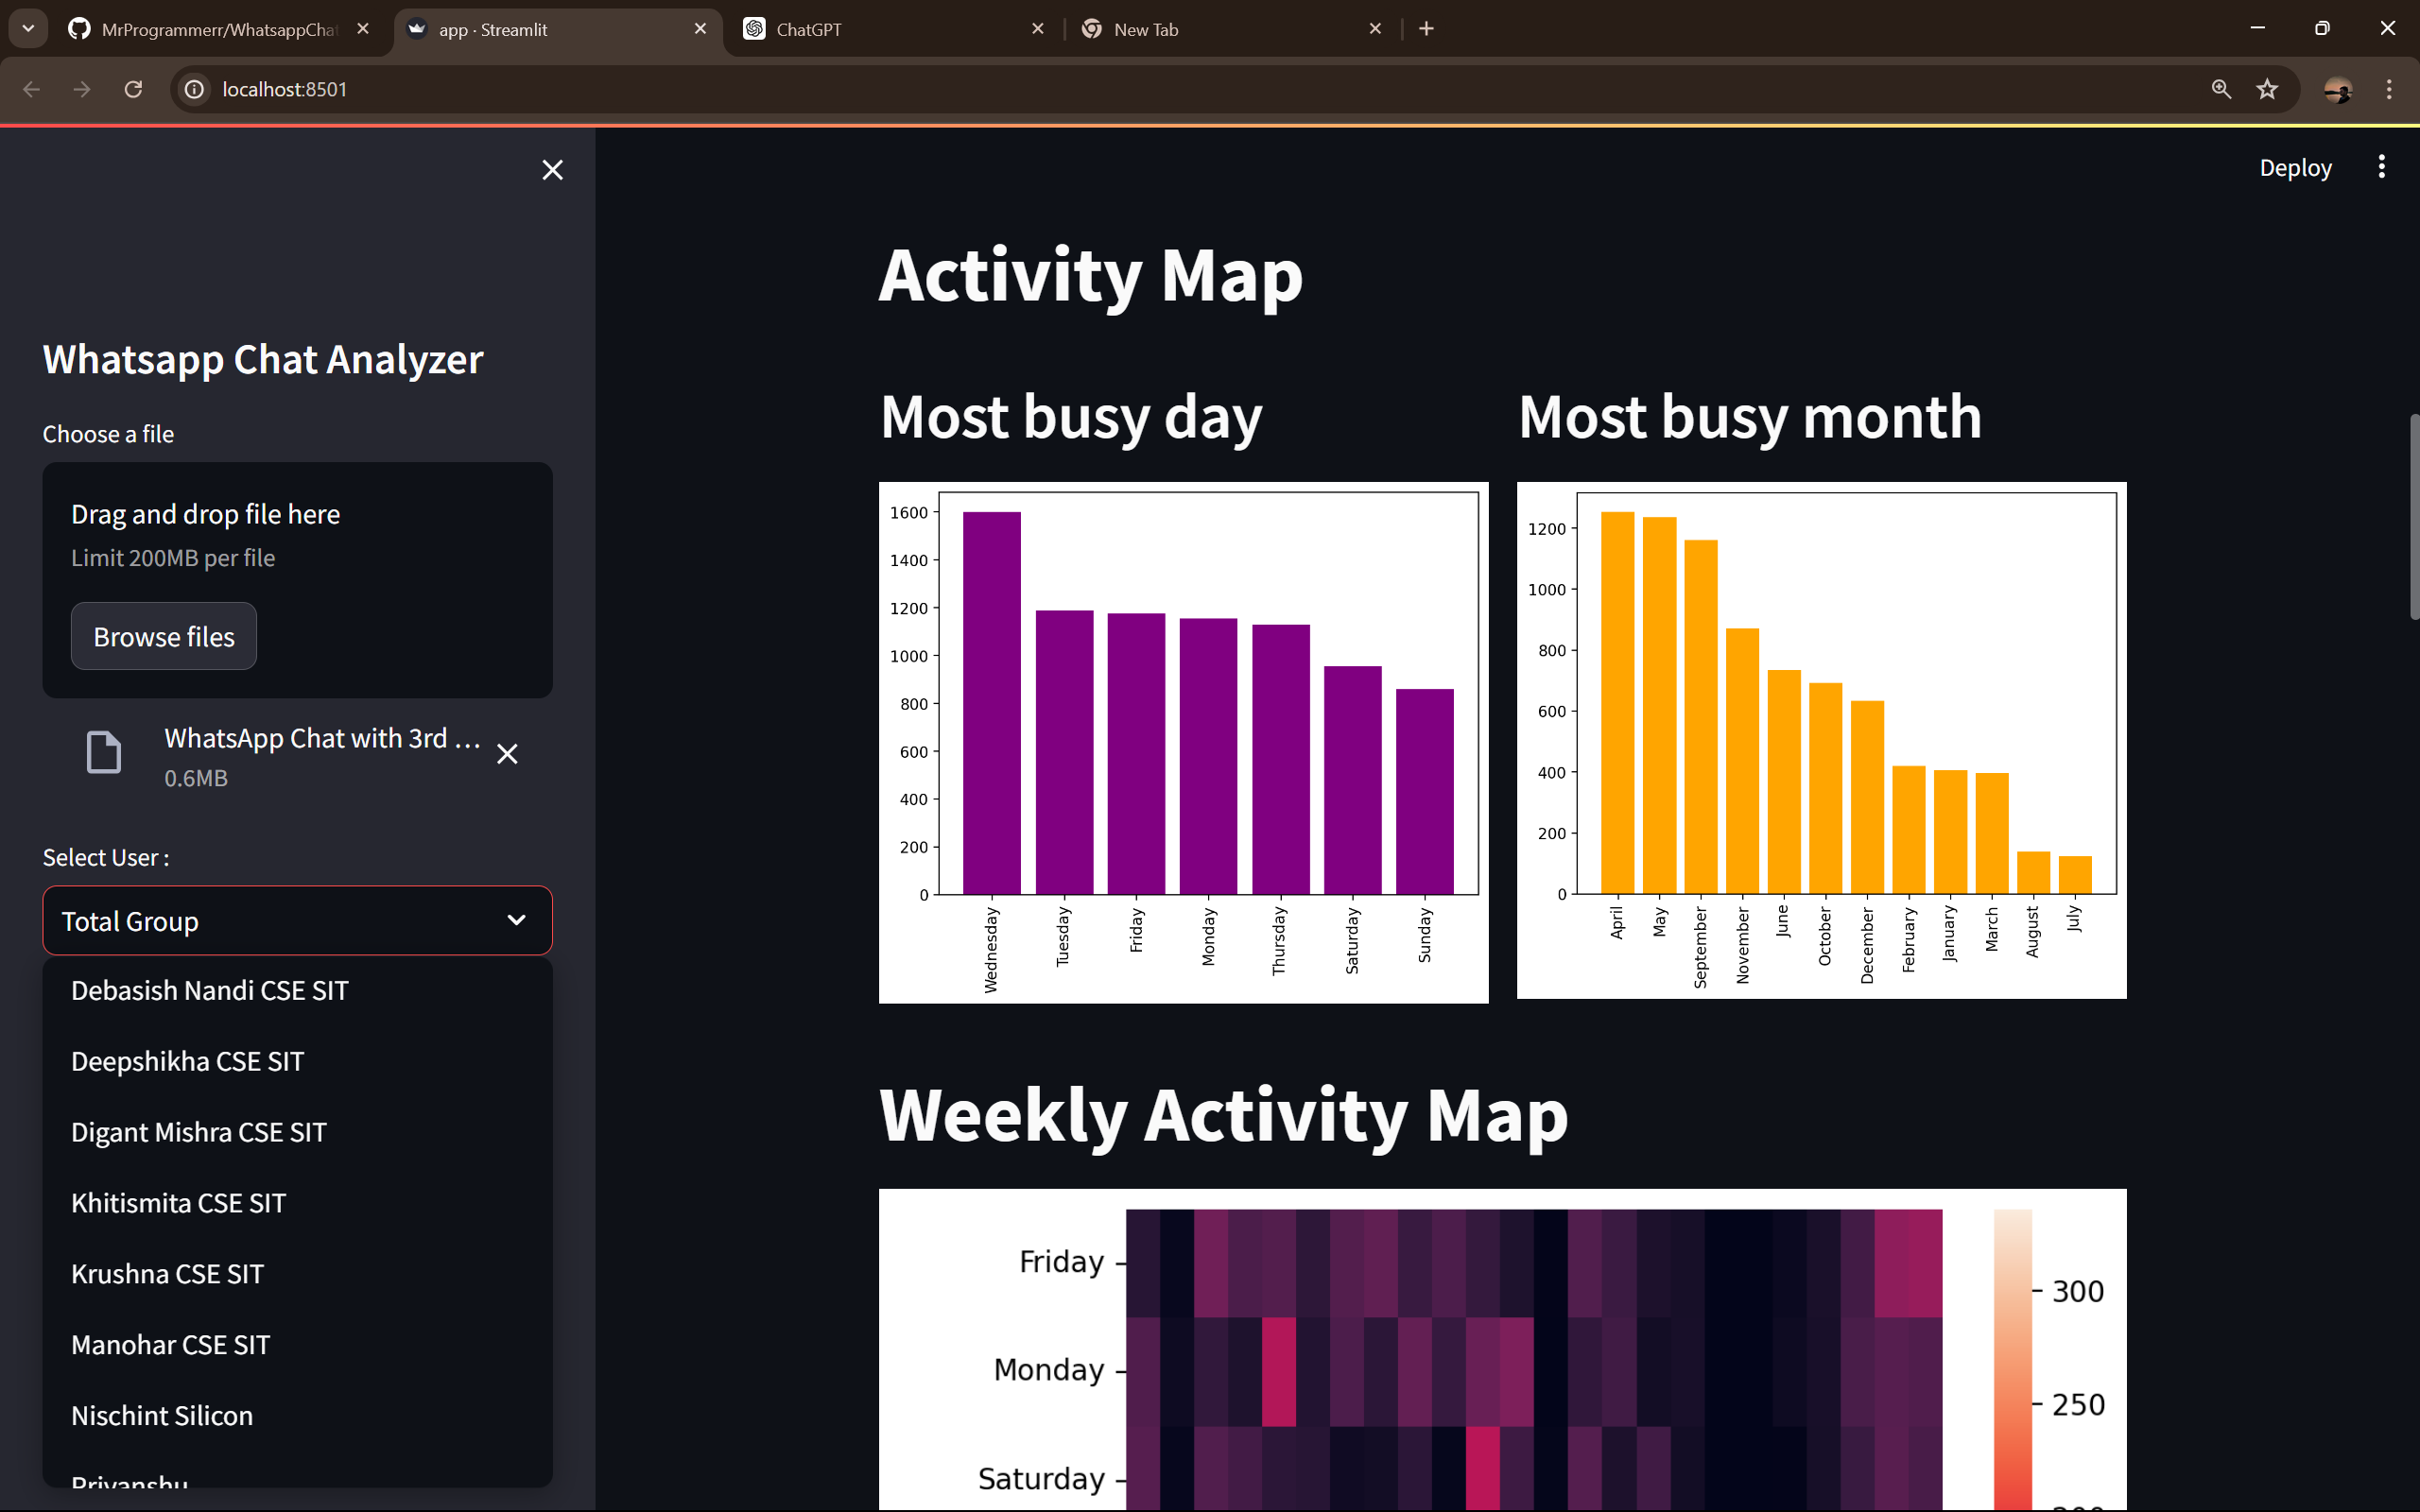 MrProgrammerr/WhatsappChat
app · Streamlit
ChatGPT
New Tab
localhost:8501
Deploy
Whatsapp Chat Analyzer
Choose a file
Drag and drop file here
Limit 200MB per file
Browse files
WhatsApp Chat with 3rd ...
0.6MB
Select User :
Total Group
Debasish Nandi CSE SIT
Deepshikha CSE SIT
Digant Mishra CSE SIT
Khitismita CSE SIT
Krushna CSE SIT
Manohar CSE SIT
Nischint Silicon
Priyanshu
Activity Map
Most busy day
1600
1400
1200
1000
800
600
400
200
0
Wednesday
Tuesday
Friday
Monday
Thursday
Saturday
Sunday
Most busy month
1200
1000
800
600
400
200
0
April
May
September
November
June
October
December
February
January
March
August
July
Weekly Activity Map
Friday
Monday
Saturday
300
250
200